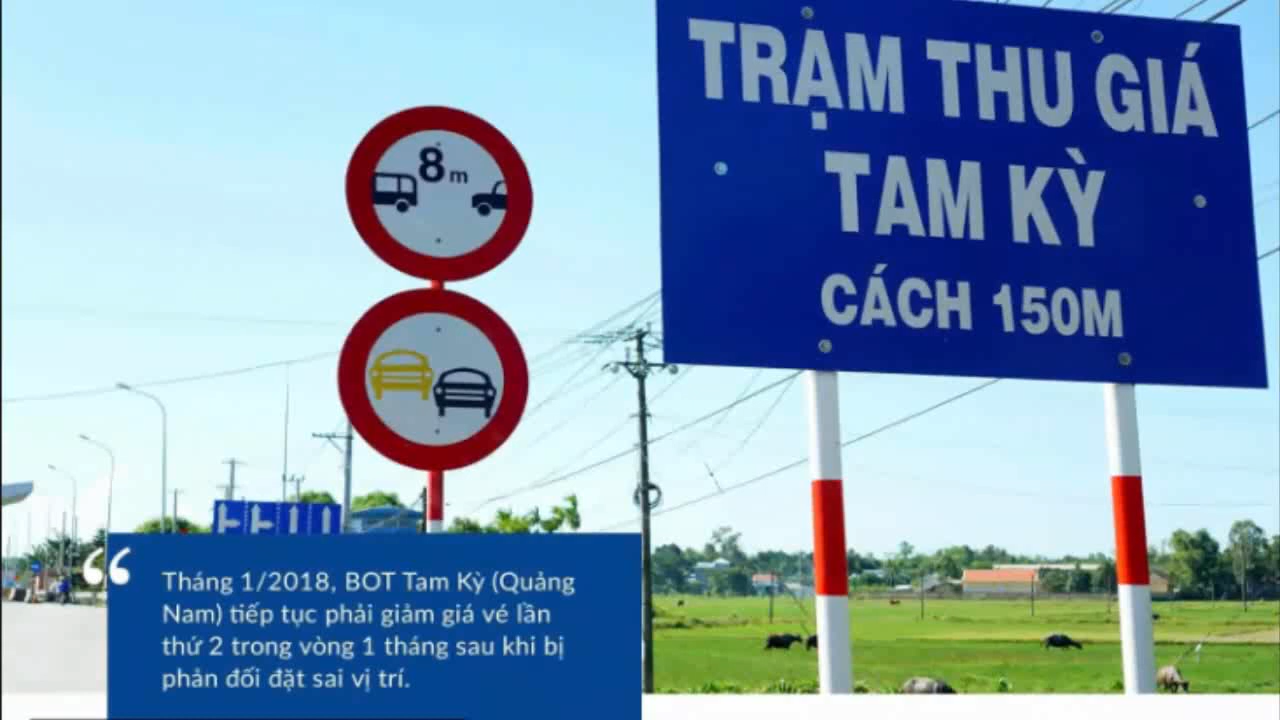 TRẠM THU GIÁ
TAM KỲ
CÁCH 150M
8m
“
Tháng 1/2018, BOT Tam Kỳ (Quảng
Nam) tiếp tục phải giảm giá vé lần
thứ 2 trong vòng 1 tháng sau khi bị
phản đối đặt sai vị trí.